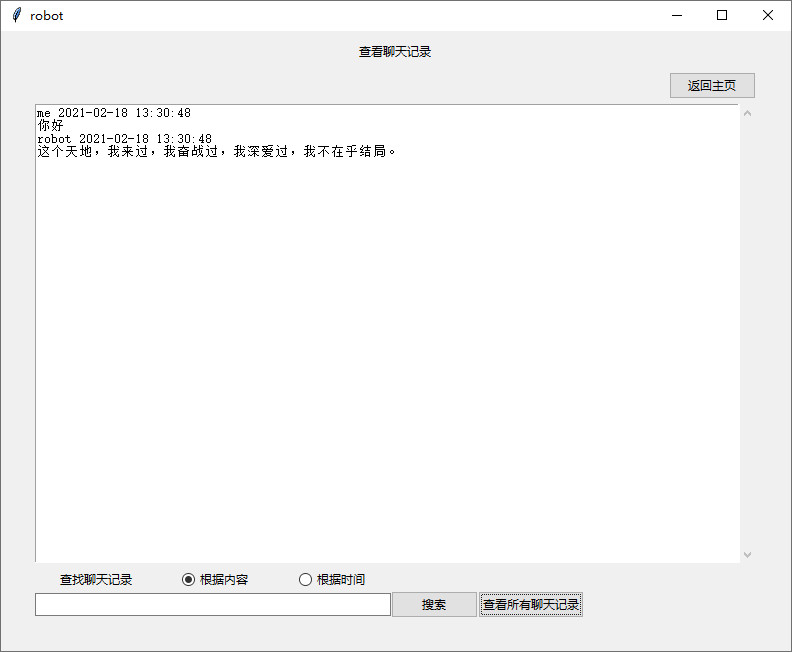 robot
查看聊天记录
返回主页
me 2021-02-18 13:30:48
你好
robot 2021-02-18 13:30:48
这个天地，我来过，我奋战过，我深爱过，我不在乎结局。
查找聊天记录 根据内容 根据时间
搜索 查看所有聊天记录